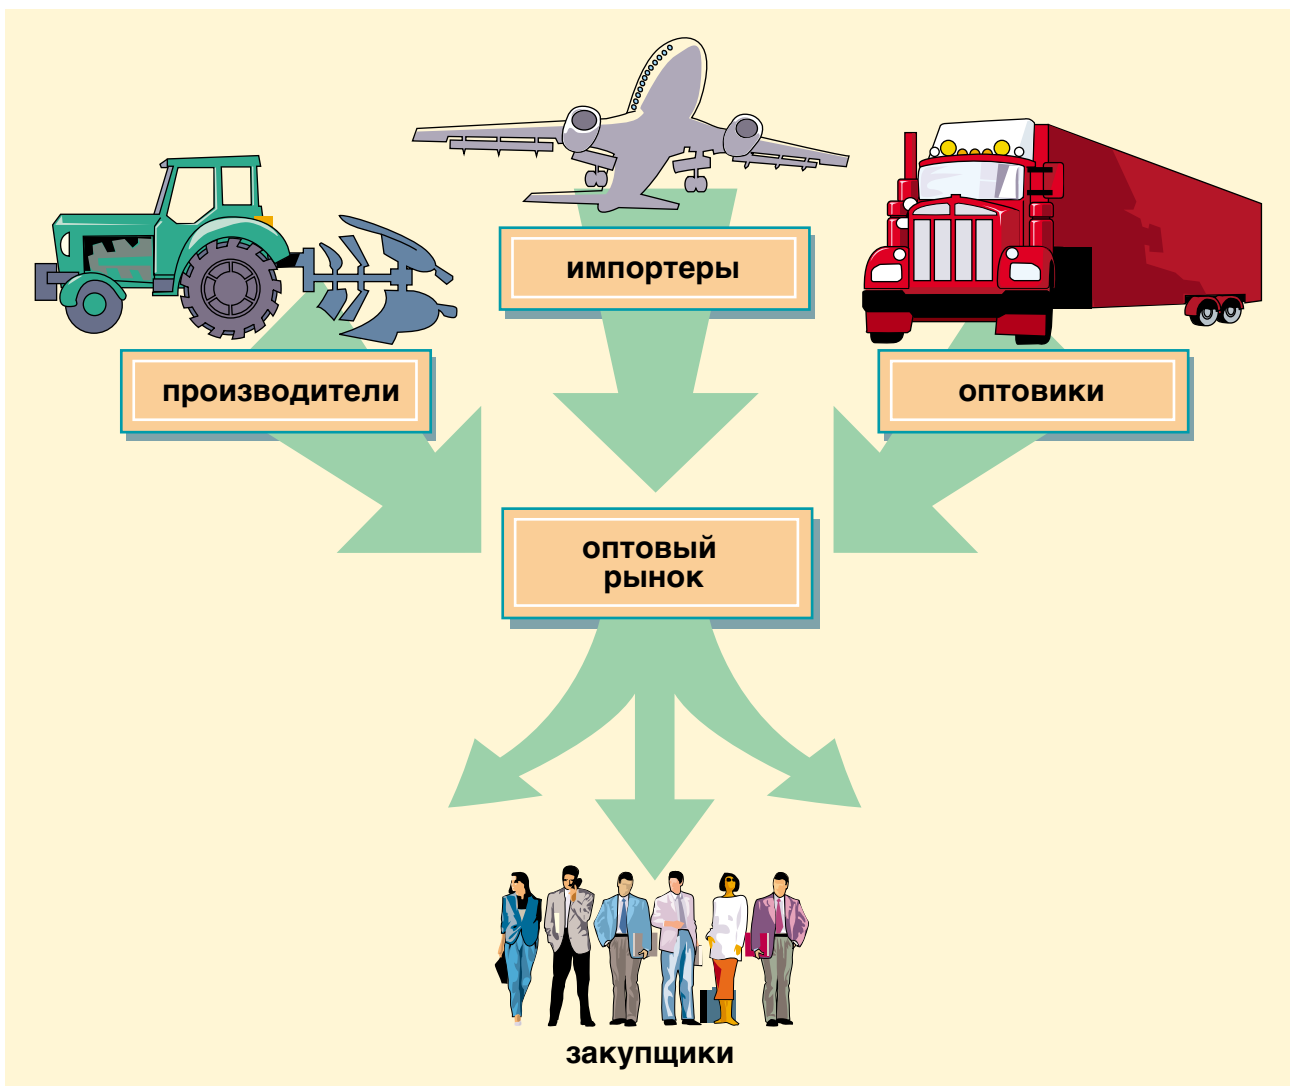 импортеры
производители
оптовики
оптовый
рынок
закупщики